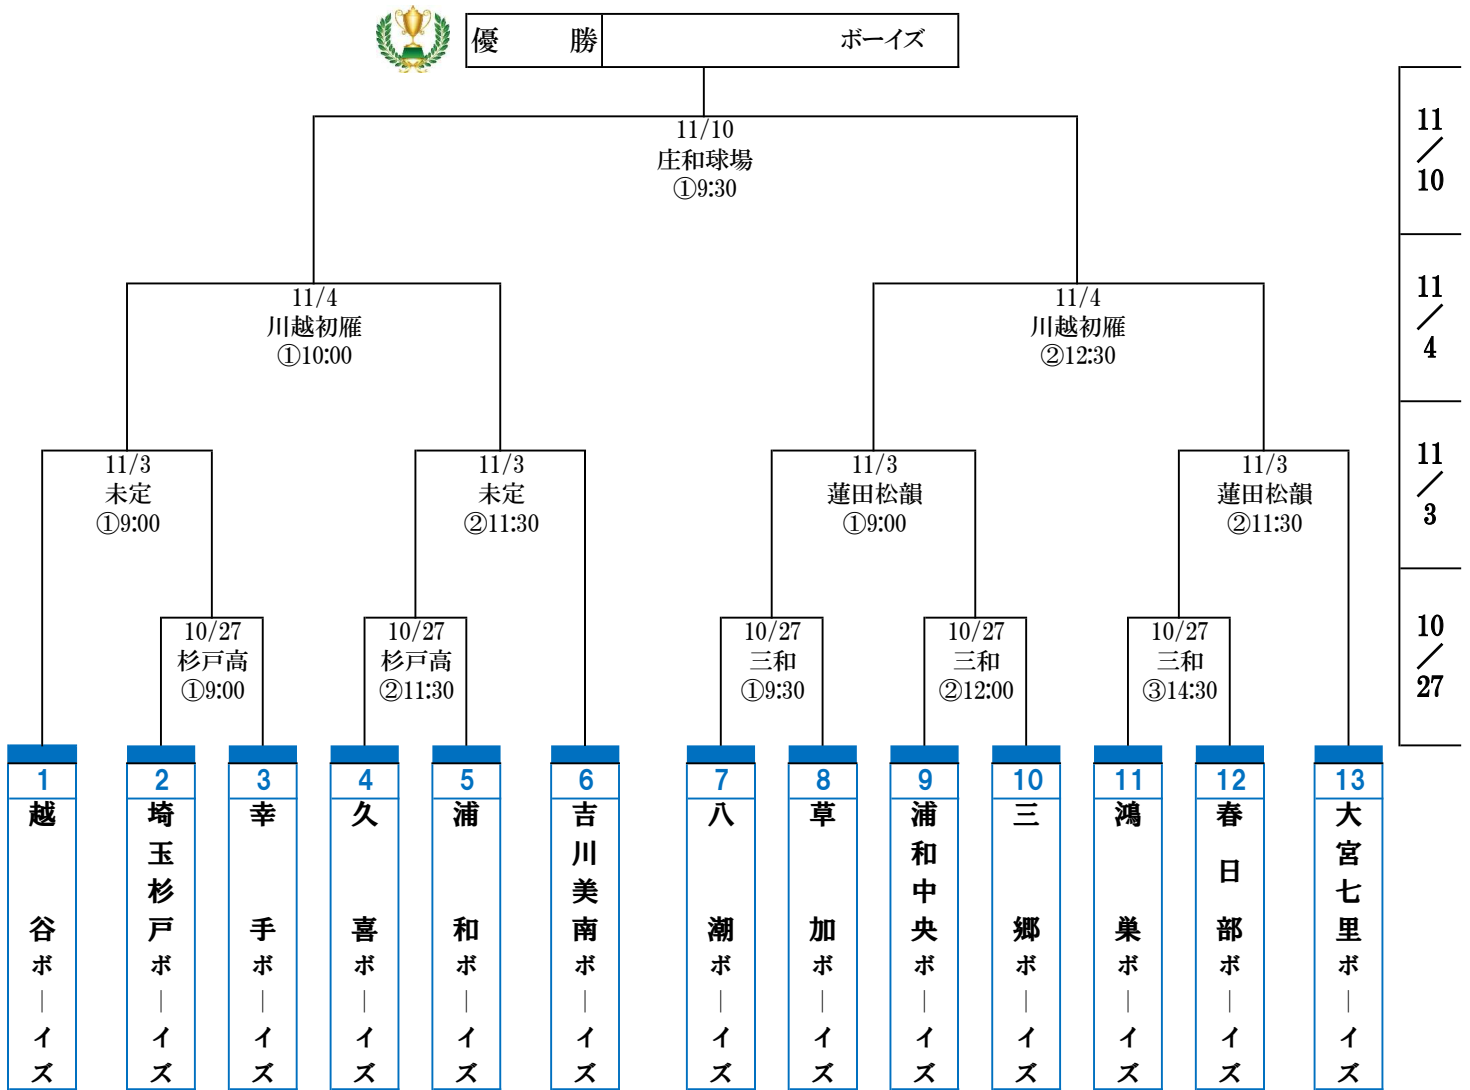 優　勝
ボーイズ
11/10
庄和球場
①9:30
11/4
川越初雁
①10:00
11/4
川越初雁
②12:30
11/3
未定
①9:00
11/3
未定
②11:30
11/3
蓮田松韻
①9:00
11/3
蓮田松韻
②11:30
10/27
杉戸高
①9:00
10/27
杉戸高
②11:30
10/27
三和
①9:30
10/27
三和
②12:00
10/27
三和
③14:30
11/10
11/4
11/3
10/27
1
越谷ボーイズ
2
埼玉杉戸ボーイズ
3
幸手ボーイズ
4
久喜ボーイズ
5
浦和ボーイズ
6
吉川美南ボーイズ
7
八潮ボーイズ
8
草加ボーイズ
9
浦和中央ボーイズ
10
三郷ボーイズ
11
鴻巣ボーイズ
12
春日部ボーイズ
13
大宮七里ボーイズ